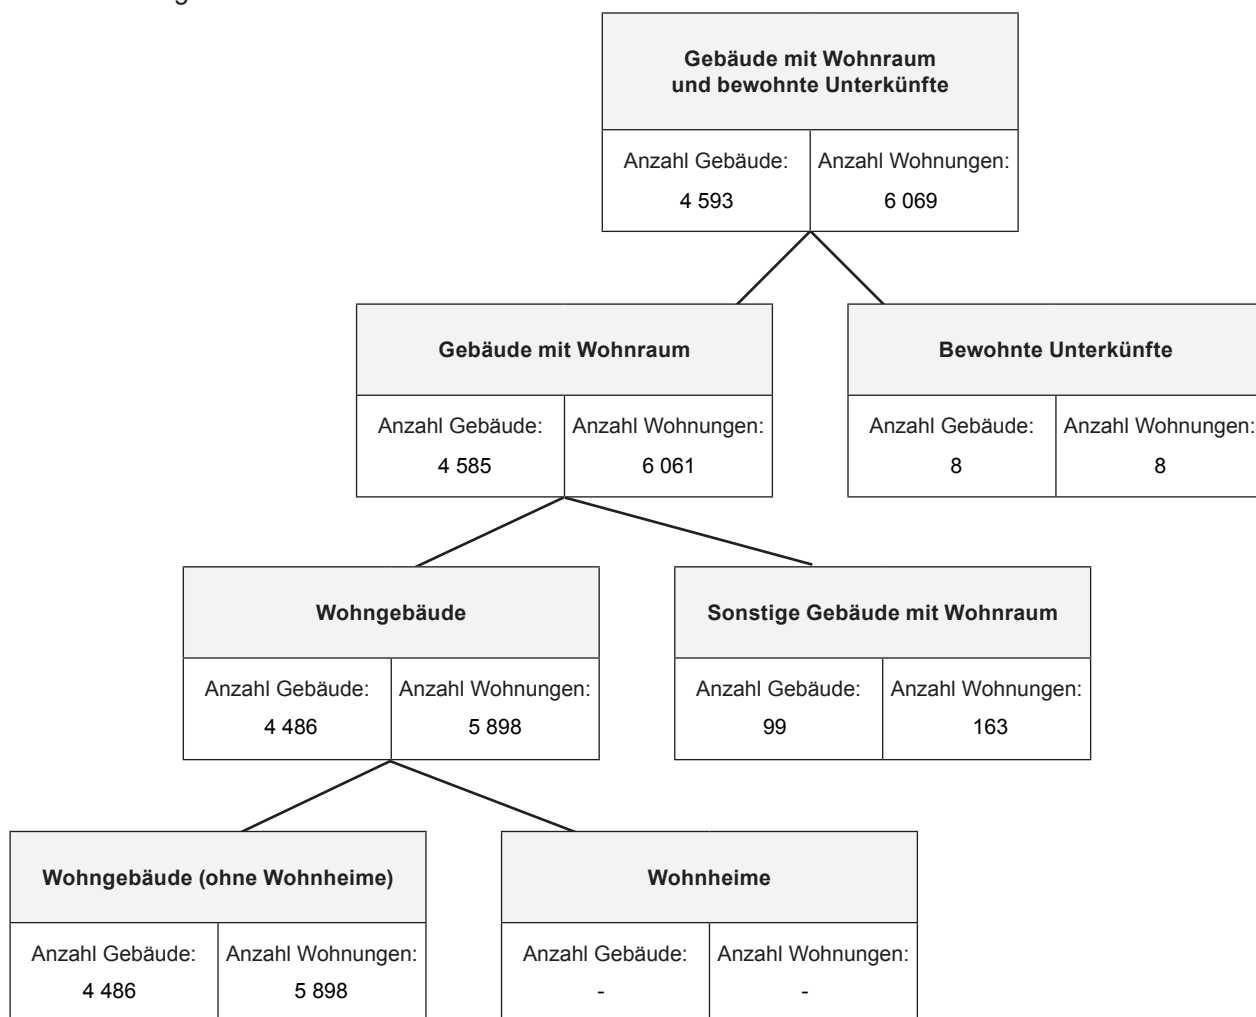 Gebäude mit Wohnraum
und bewohnte Unterkünfte
Anzahl Gebäude: Anzahl Wohnungen:
4 593 6 069
Gebäude mit Wohnraum Bewohnte Unterkünfte
Anzahl Gebäude: Anzahl Wohnungen: Anzahl Gebäude: Anzahl Wohnungen:
4 585 6 061 8 8
Wohngebäude Sonstige Gebäude mit Wohnraum
Anzahl Gebäude: Anzahl Wohnungen: Anzahl Gebäude: Anzahl Wohnungen:
4 486 5 898 99 163
Wohngebäude (ohne Wohnheime) Wohnheime
Anzahl Gebäude: Anzahl Wohnungen: Anzahl Gebäude: Anzahl Wohnungen:
4 486 5 898 - -